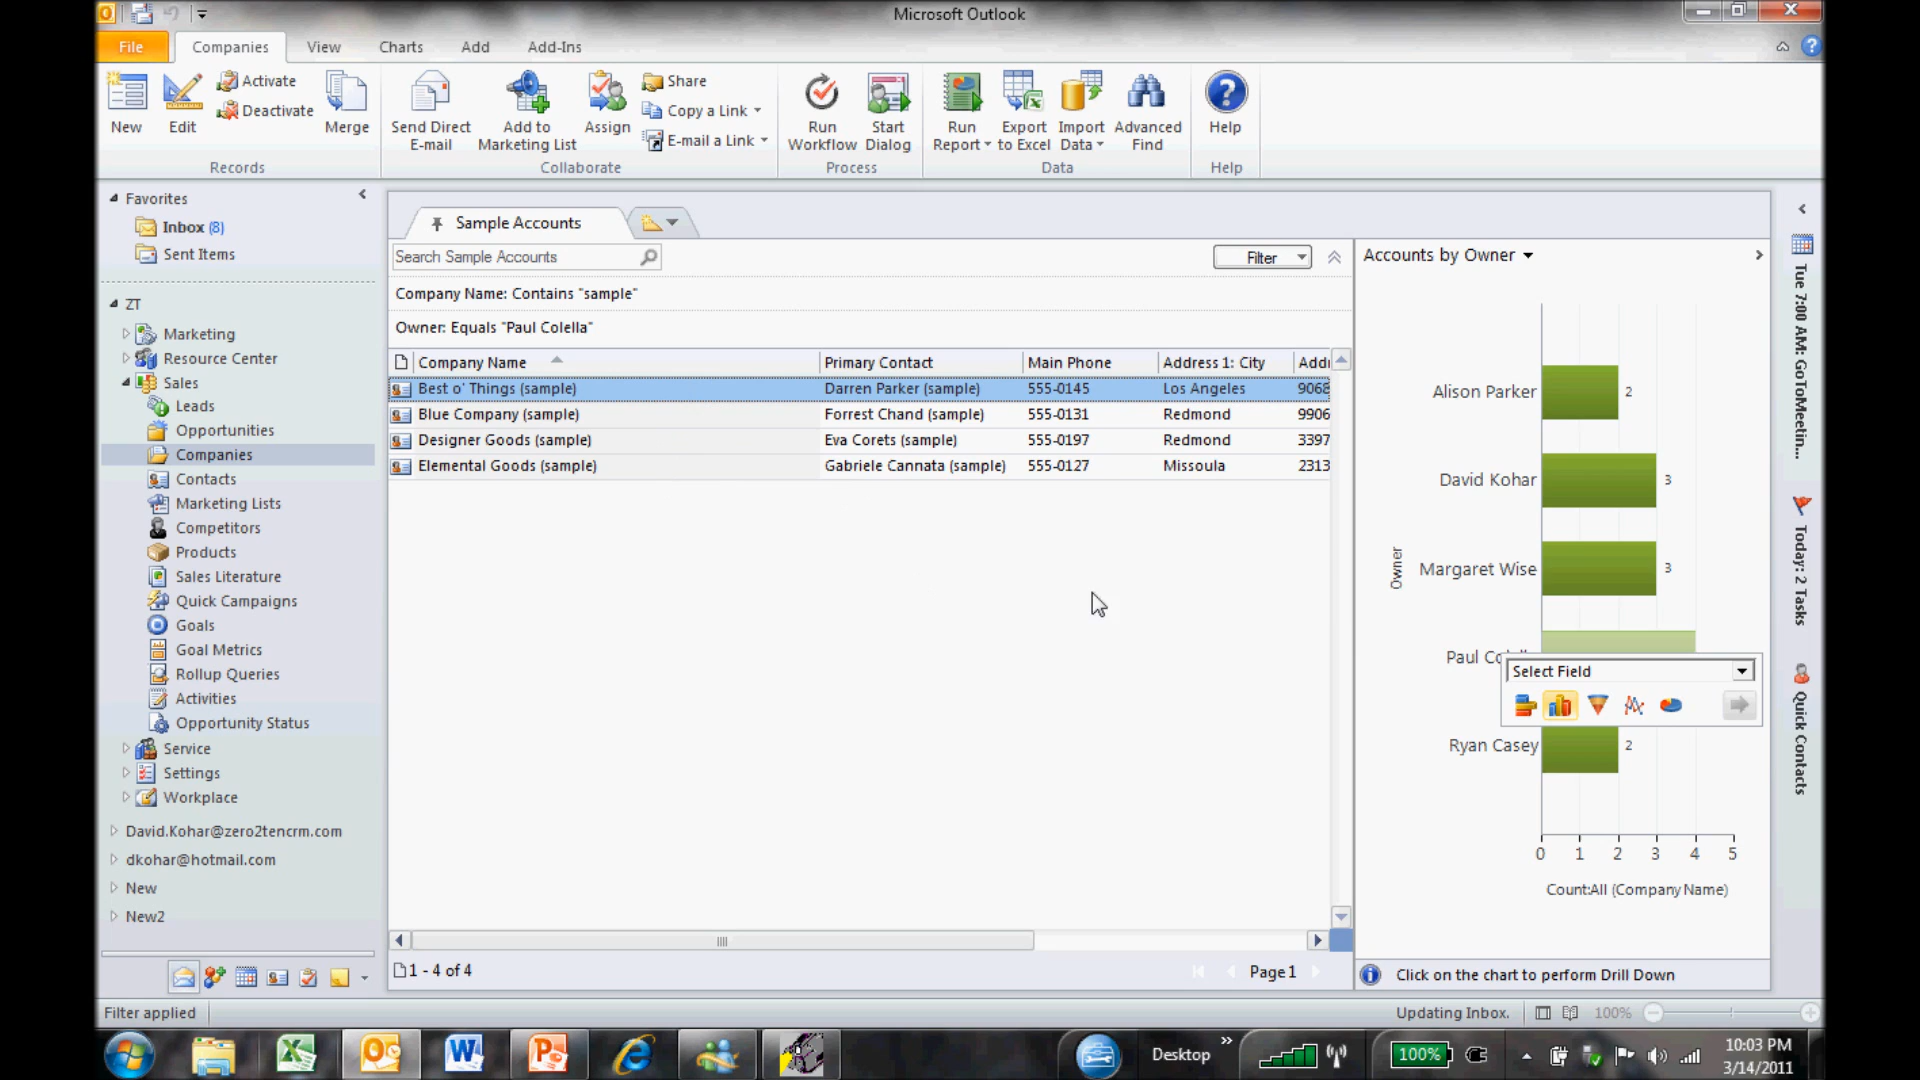 Microsoft Outlook
File
Companies
View
Charts
Add
Add-Ins
New
Edit
Activate
Deactivate
Merge
Records
Send Direct
E-mail
Add to
Marketing List
Assign
Share
Copy a Link
E-mail a Link
Collaborate
Run
Workflow
Start
Dialog
Process
Run
Report
Export
to Excel
Import
Data
Advanced
Find
Data
Help
Help
Favorites
Inbox (8)
Sent Items
ZT
Marketing
Resource Center
Sales
Leads
Opportunities
Companies
Contacts
Marketing Lists
Competitors
Products
Sales Literature
Quick Campaigns
Goals
Goal Metrics
Rollup Queries
Activities
Opportunity Status
Service
Settings
Workplace
David.Kohar@zero2tencrm.com
dkohar@hotmail.com
New
New2
Sample Accounts
Search Sample Accounts
Filter
Company Name: Contains "sample"
Owner: Equals "Paul Colella"
Company Name Primary Contact Main Phone Address 1: City Addr
Best o' Things (sample) Darren Parker (sample) 555-0145 Los Angeles 9068
Blue Company (sample) Forrest Chand (sample) 555-0131 Redmond 9906
Designer Goods (sample) Eva Corets (sample) 555-0197 Redmond 3397
Elemental Goods (sample) Gabriele Cannata (sample) 555-0127 Missoula 2313
1 - 4 of 4
Page1
Accounts by Owner
Owner
Alison Parker 2
David Kohar 3
Margaret Wise 3
Paul Co
Select Field
Ryan Casey 2
0 1 2 3 4 5
Count:All (Company Name)
Click on the chart to perform Drill Down
Tue 7:00 AM: GoToMeetin...
Today: 2 Tasks
Quick Contacts
Filter applied
Updating Inbox.
100%
Desktop
100%
10:03 PM
3/14/2011